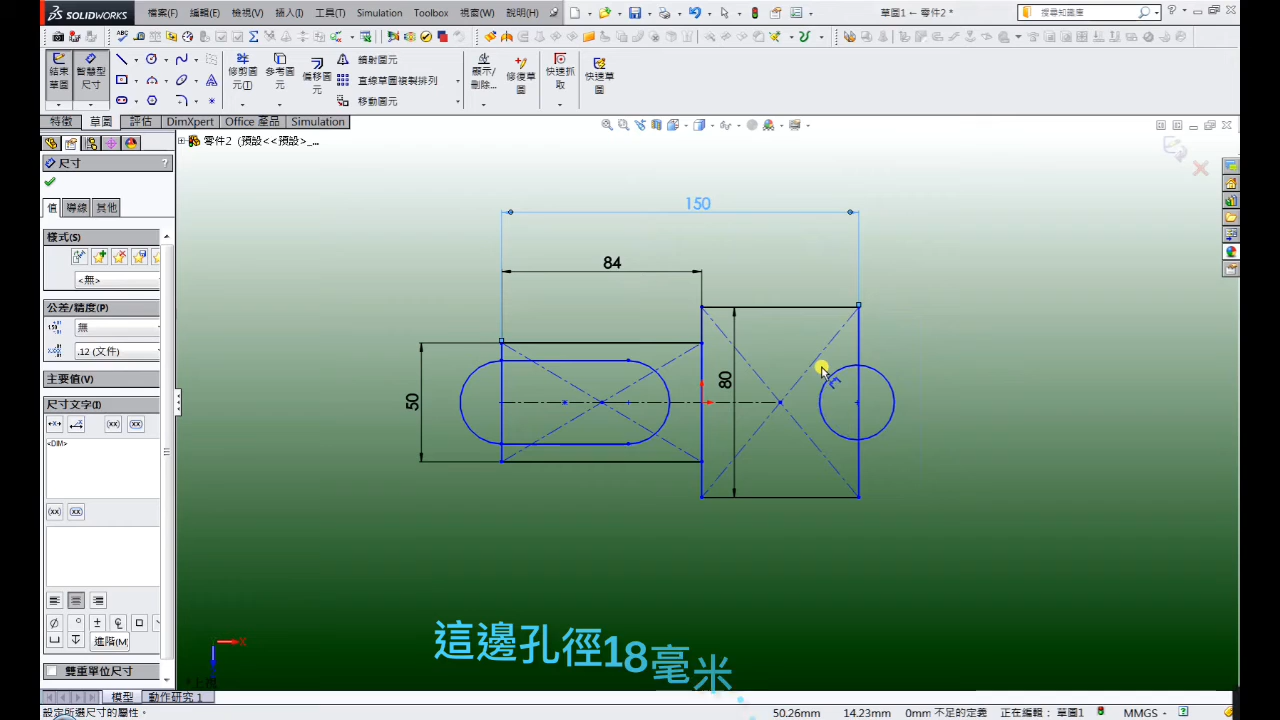 SOLIDWORKS
檔案(F) 編輯(E) 檢視(V) 插入(I) 工具(T) Simulation Toolbox 視窗(W) 說明(H)
草圖1 ← 零件2 *
搜尋知識庫
結束草圖
智慧型尺寸
修剪圖元(I)
參考圖元
偏移圖元
鏡射圖元
直線草圖複製排列
移動圖元
顯示/刪除...
修復草圖
快速抓取
快速草圖
特徵 草圖 評估 DimXpert Office 產品 Simulation
零件2 (預設<<預設>_...
尺寸 ?
值 導線 其他
樣式(S)
<無>
公差/精度(P)
無
.12 (文件)
主要值(V)
尺寸文字(I)
<DIM>
進階(M)
雙重單位尺寸
150
84
50
80
這邊孔徑18毫米
模型 動作研究 1
設定所選尺寸的屬性。
50.26mm 14.23mm 0mm 不足的定義 正在編輯: 草圖1 MMGS